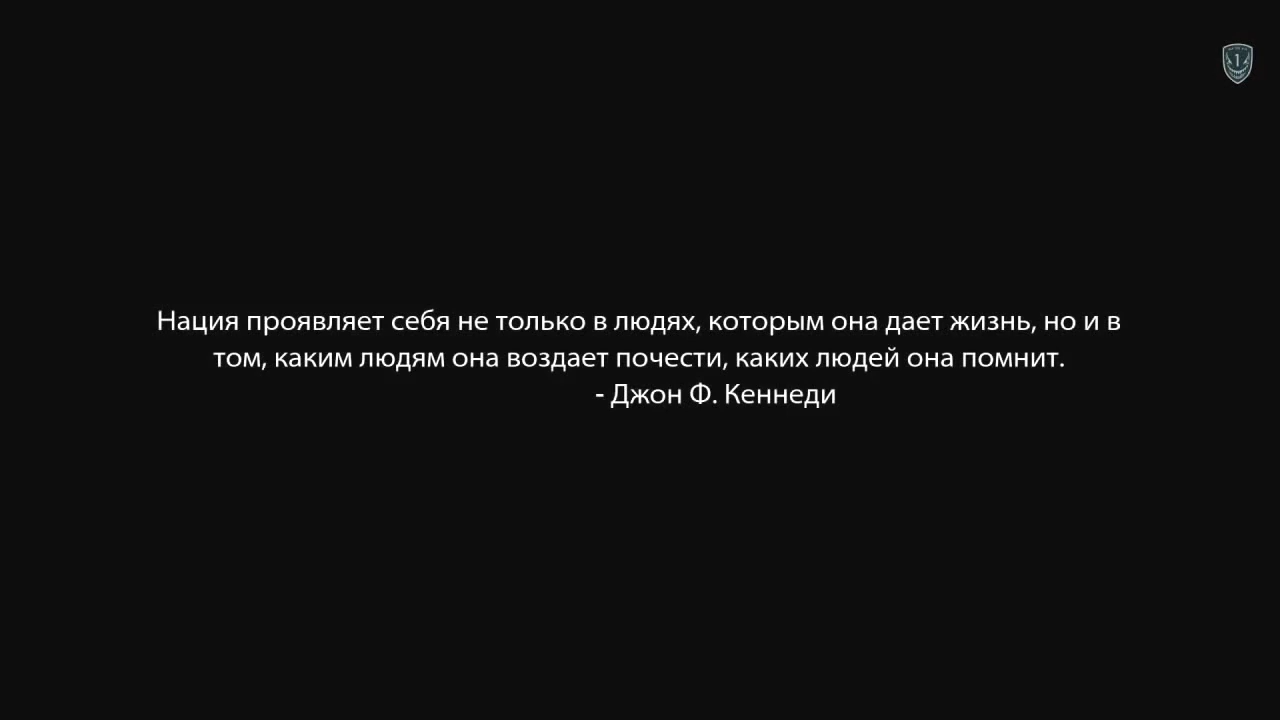 1
Нация проявляет себя не только в людях, которым она дает жизнь, но и в
том, каким людям она воздает почести, каких людей она помнит.
- Джон Ф. Кеннеди